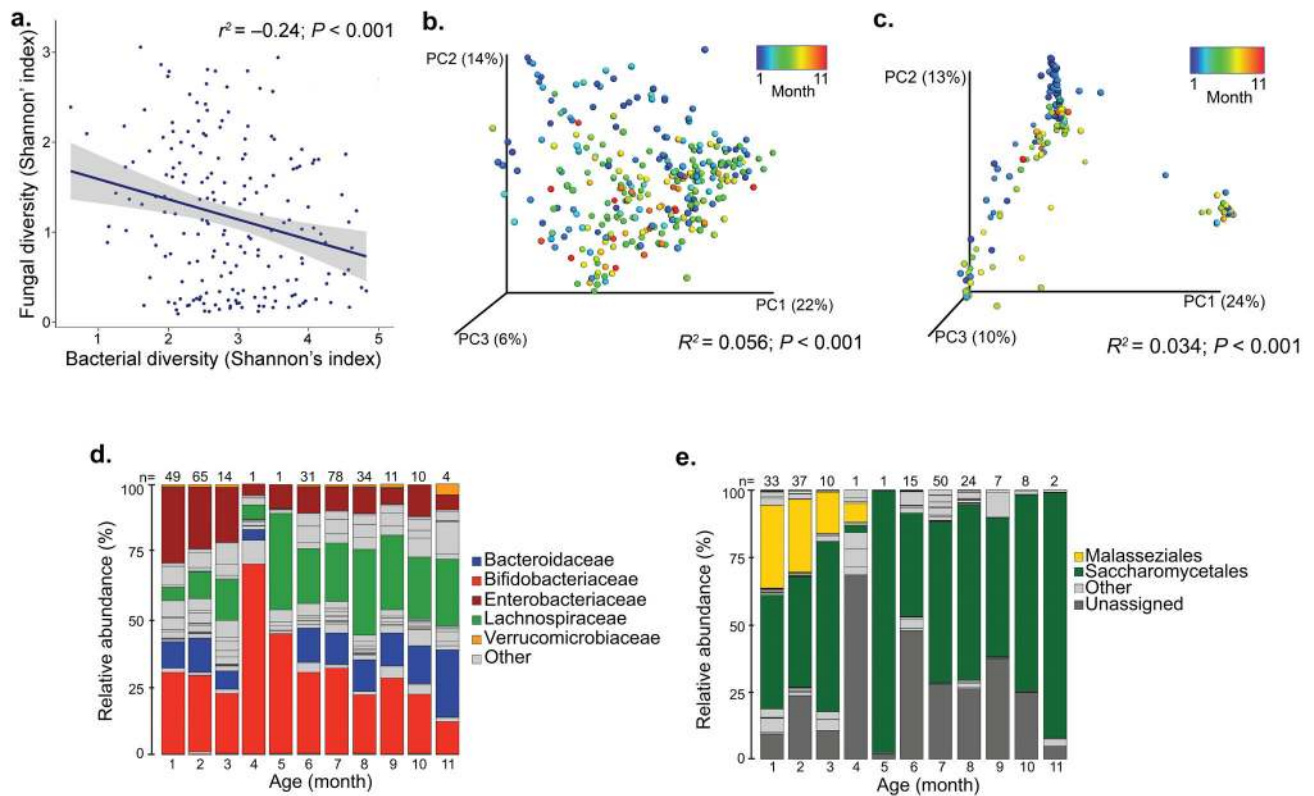 a.
r² = –0.24; P < 0.001
Fungal diversity (Shannon' index)
3
2
1
0
1 2 3 4 5
Bacterial diversity (Shannon's index)
b.
PC2 (14%)
1 11
Month
PC1 (22%)
PC3 (6%)
R² = 0.056; P < 0.001
c.
PC2 (13%)
1 11
Month
PC1 (24%)
PC3 (10%)
R² = 0.034; P < 0.001
d.
n= 49 65 14 1 1 31 78 34 11 10 4
Relative abundance (%)
100
75
50
25
0
1 2 3 4 5 6 7 8 9 10 11
Age (month)
Bacteroidaceae
Bifidobacteriaceae
Enterobacteriaceae
Lachnospiraceae
Verrucomicrobiaceae
Other
e.
n= 33 37 10 1 1 15 50 24 7 8 2
Relative abundance (%)
100
75
50
25
0
1 2 3 4 5 6 7 8 9 10 11
Age (month)
Malasseziales
Saccharomycetales
Other
Unassigned